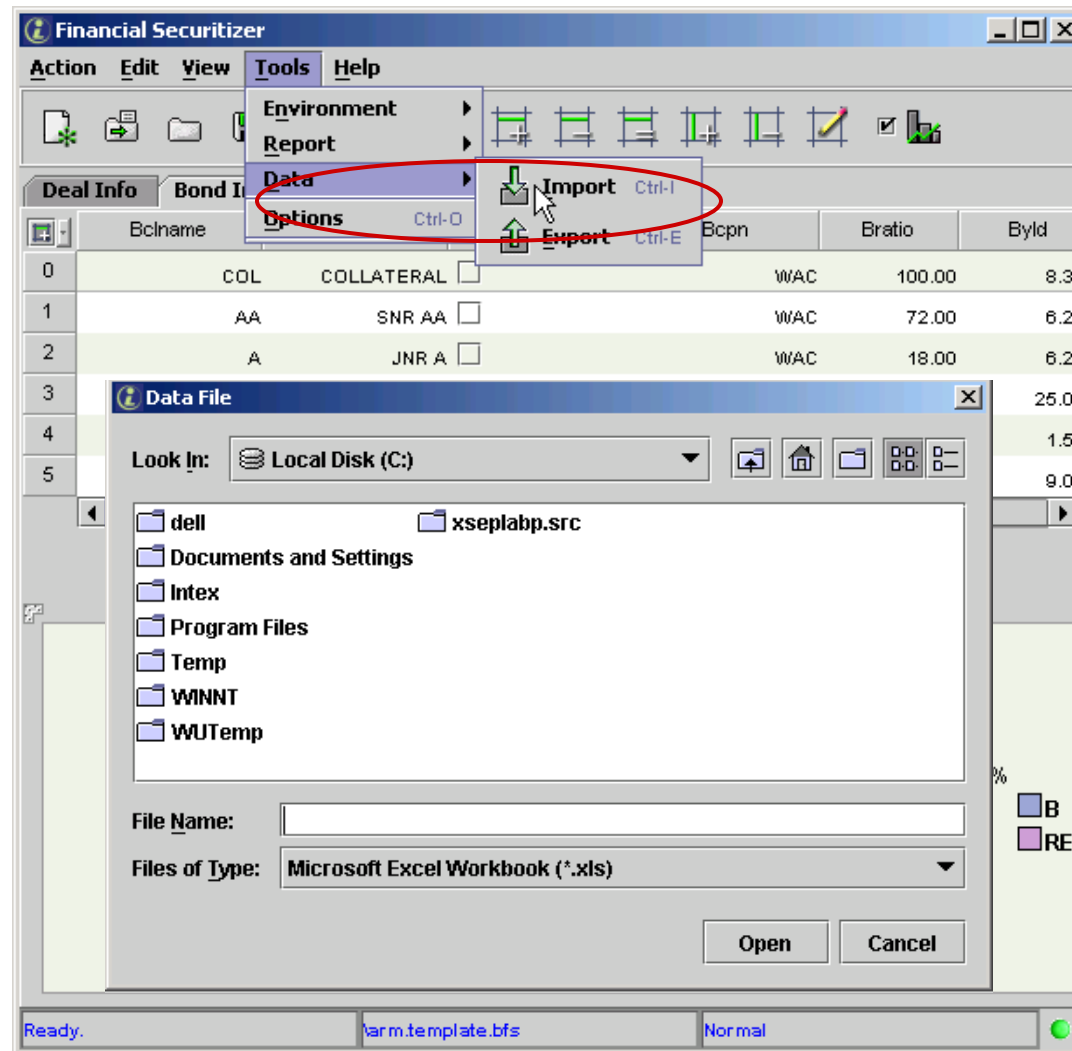 Financial Securitizer
Action Edit View Tools Help
Environment
Report
Data
Options Ctrl-O
Import Ctrl-I
Export Ctrl-E
Deal Info Bond
Bclname Bcpn Bratio Byld
0 COL COLLATERAL WAC 100.00 8.3
1 AA SNR AA WAC 72.00 6.2
2 A JNR A WAC 18.00 6.2
3 25.0
4 1.5
5 9.0
Data File
Look In: Local Disk (C:)
dell xseplabp.src
Documents and Settings
Intex
Program Files
Temp
WINNT
WUTemp
File Name:
Files of Type: Microsoft Excel Workbook (*.xls)
Open Cancel
%
B
RE
Ready. \arm.template.bfs Normal